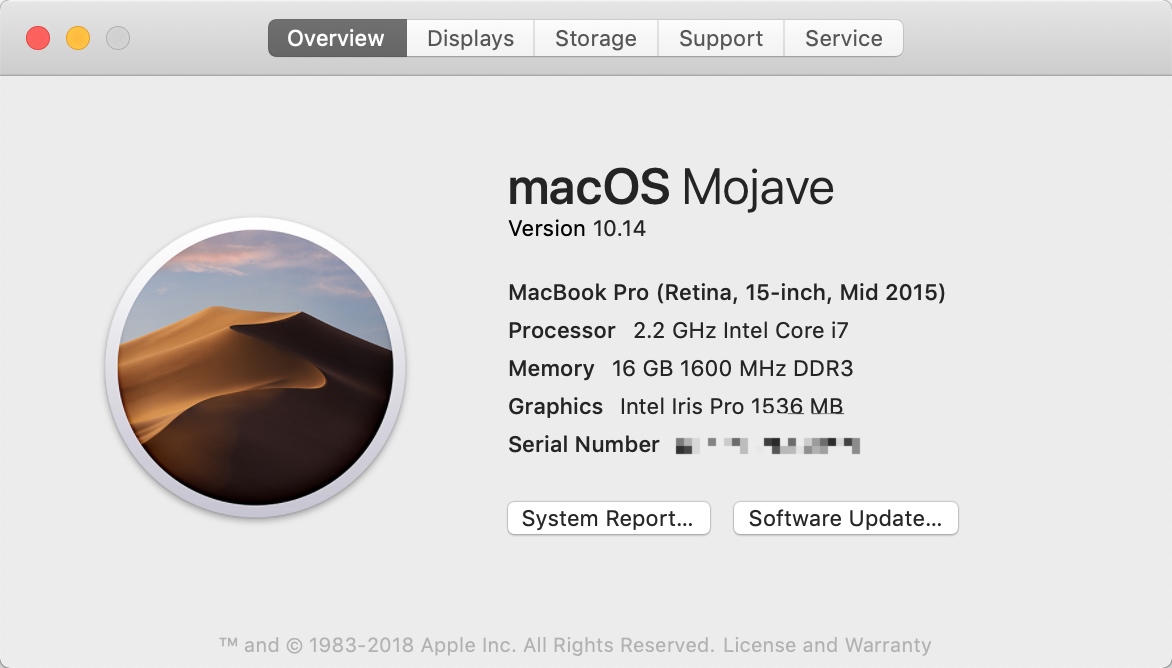 Overview Displays Storage Support Service
macOS Mojave
Version 10.14
MacBook Pro (Retina, 15-inch, Mid 2015)
Processor 2.2 GHz Intel Core i7
Memory 16 GB 1600 MHz DDR3
Graphics Intel Iris Pro 1536 MB
Serial Number
System Report... Software Update...
™ and © 1983-2018 Apple Inc. All Rights Reserved. License and Warranty